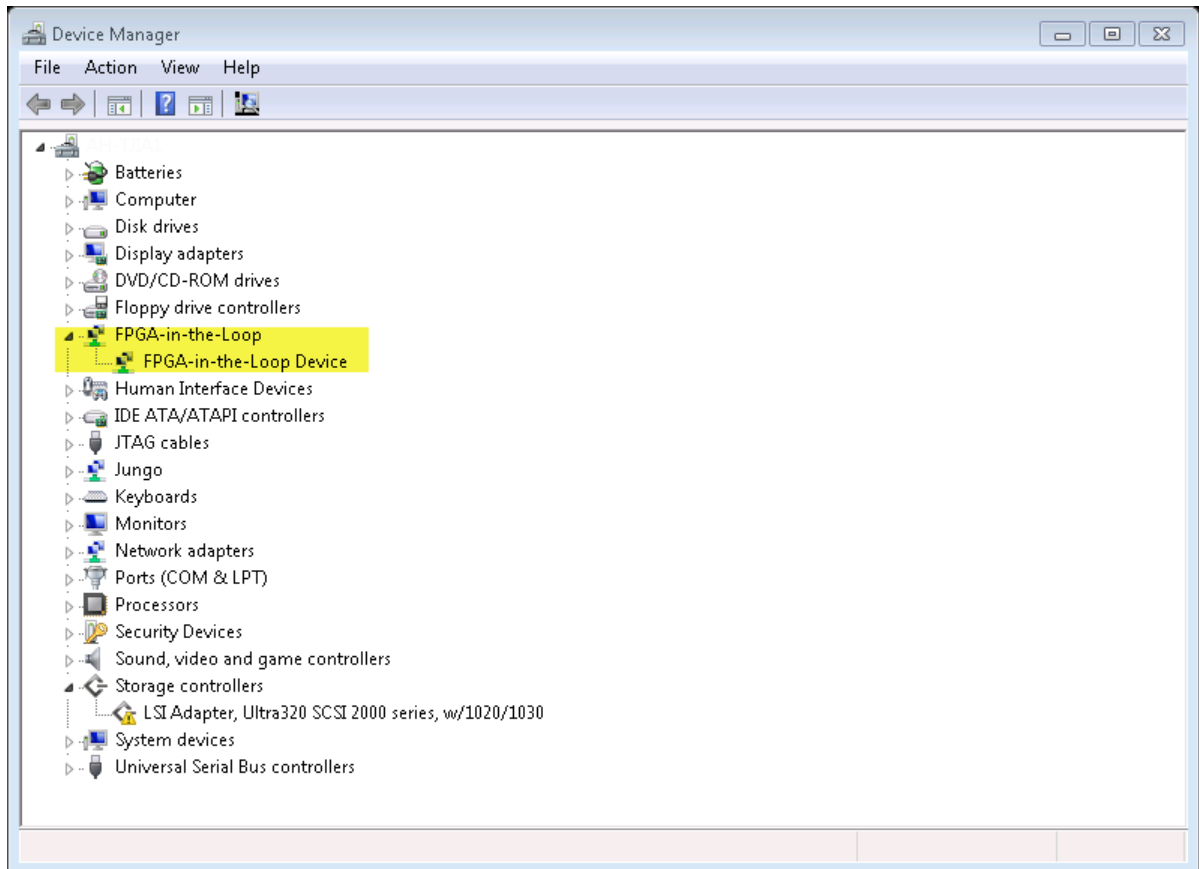 Device Manager
File Action View Help
Batteries
Computer
Disk drives
Display adapters
DVD/CD-ROM drives
Floppy drive controllers
FPGA-in-the-Loop
FPGA-in-the-Loop Device
Human Interface Devices
IDE ATA/ATAPI controllers
JTAG cables
Jungo
Keyboards
Monitors
Network adapters
Ports (COM & LPT)
Processors
Security Devices
Sound, video and game controllers
Storage controllers
LSI Adapter, Ultra320 SCSI 2000 series, w/1020/1030
System devices
Universal Serial Bus controllers